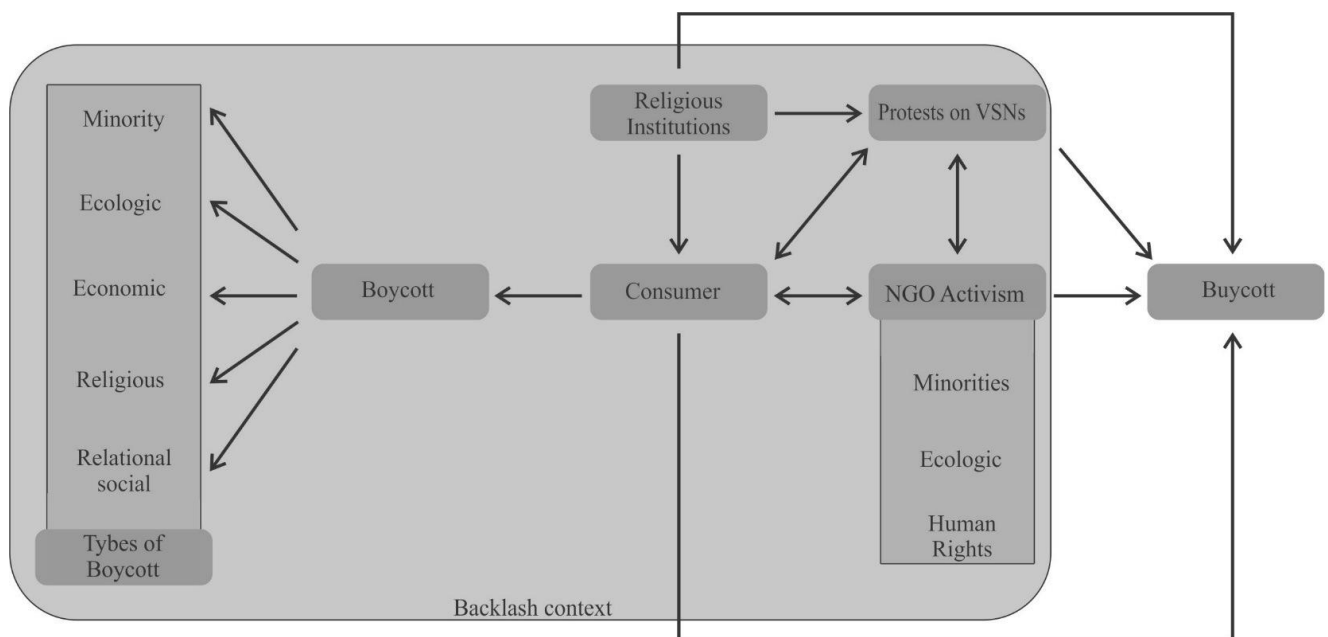 Minority
Ecologic
Economic
Religious
Relational
social
Tybes of
Boycott
Boycott
Religious
Institutions
Consumer
Protests on VSNs
NGO Activism
Minorities
Ecologic
Human
Rights
Buycott
Backlash context